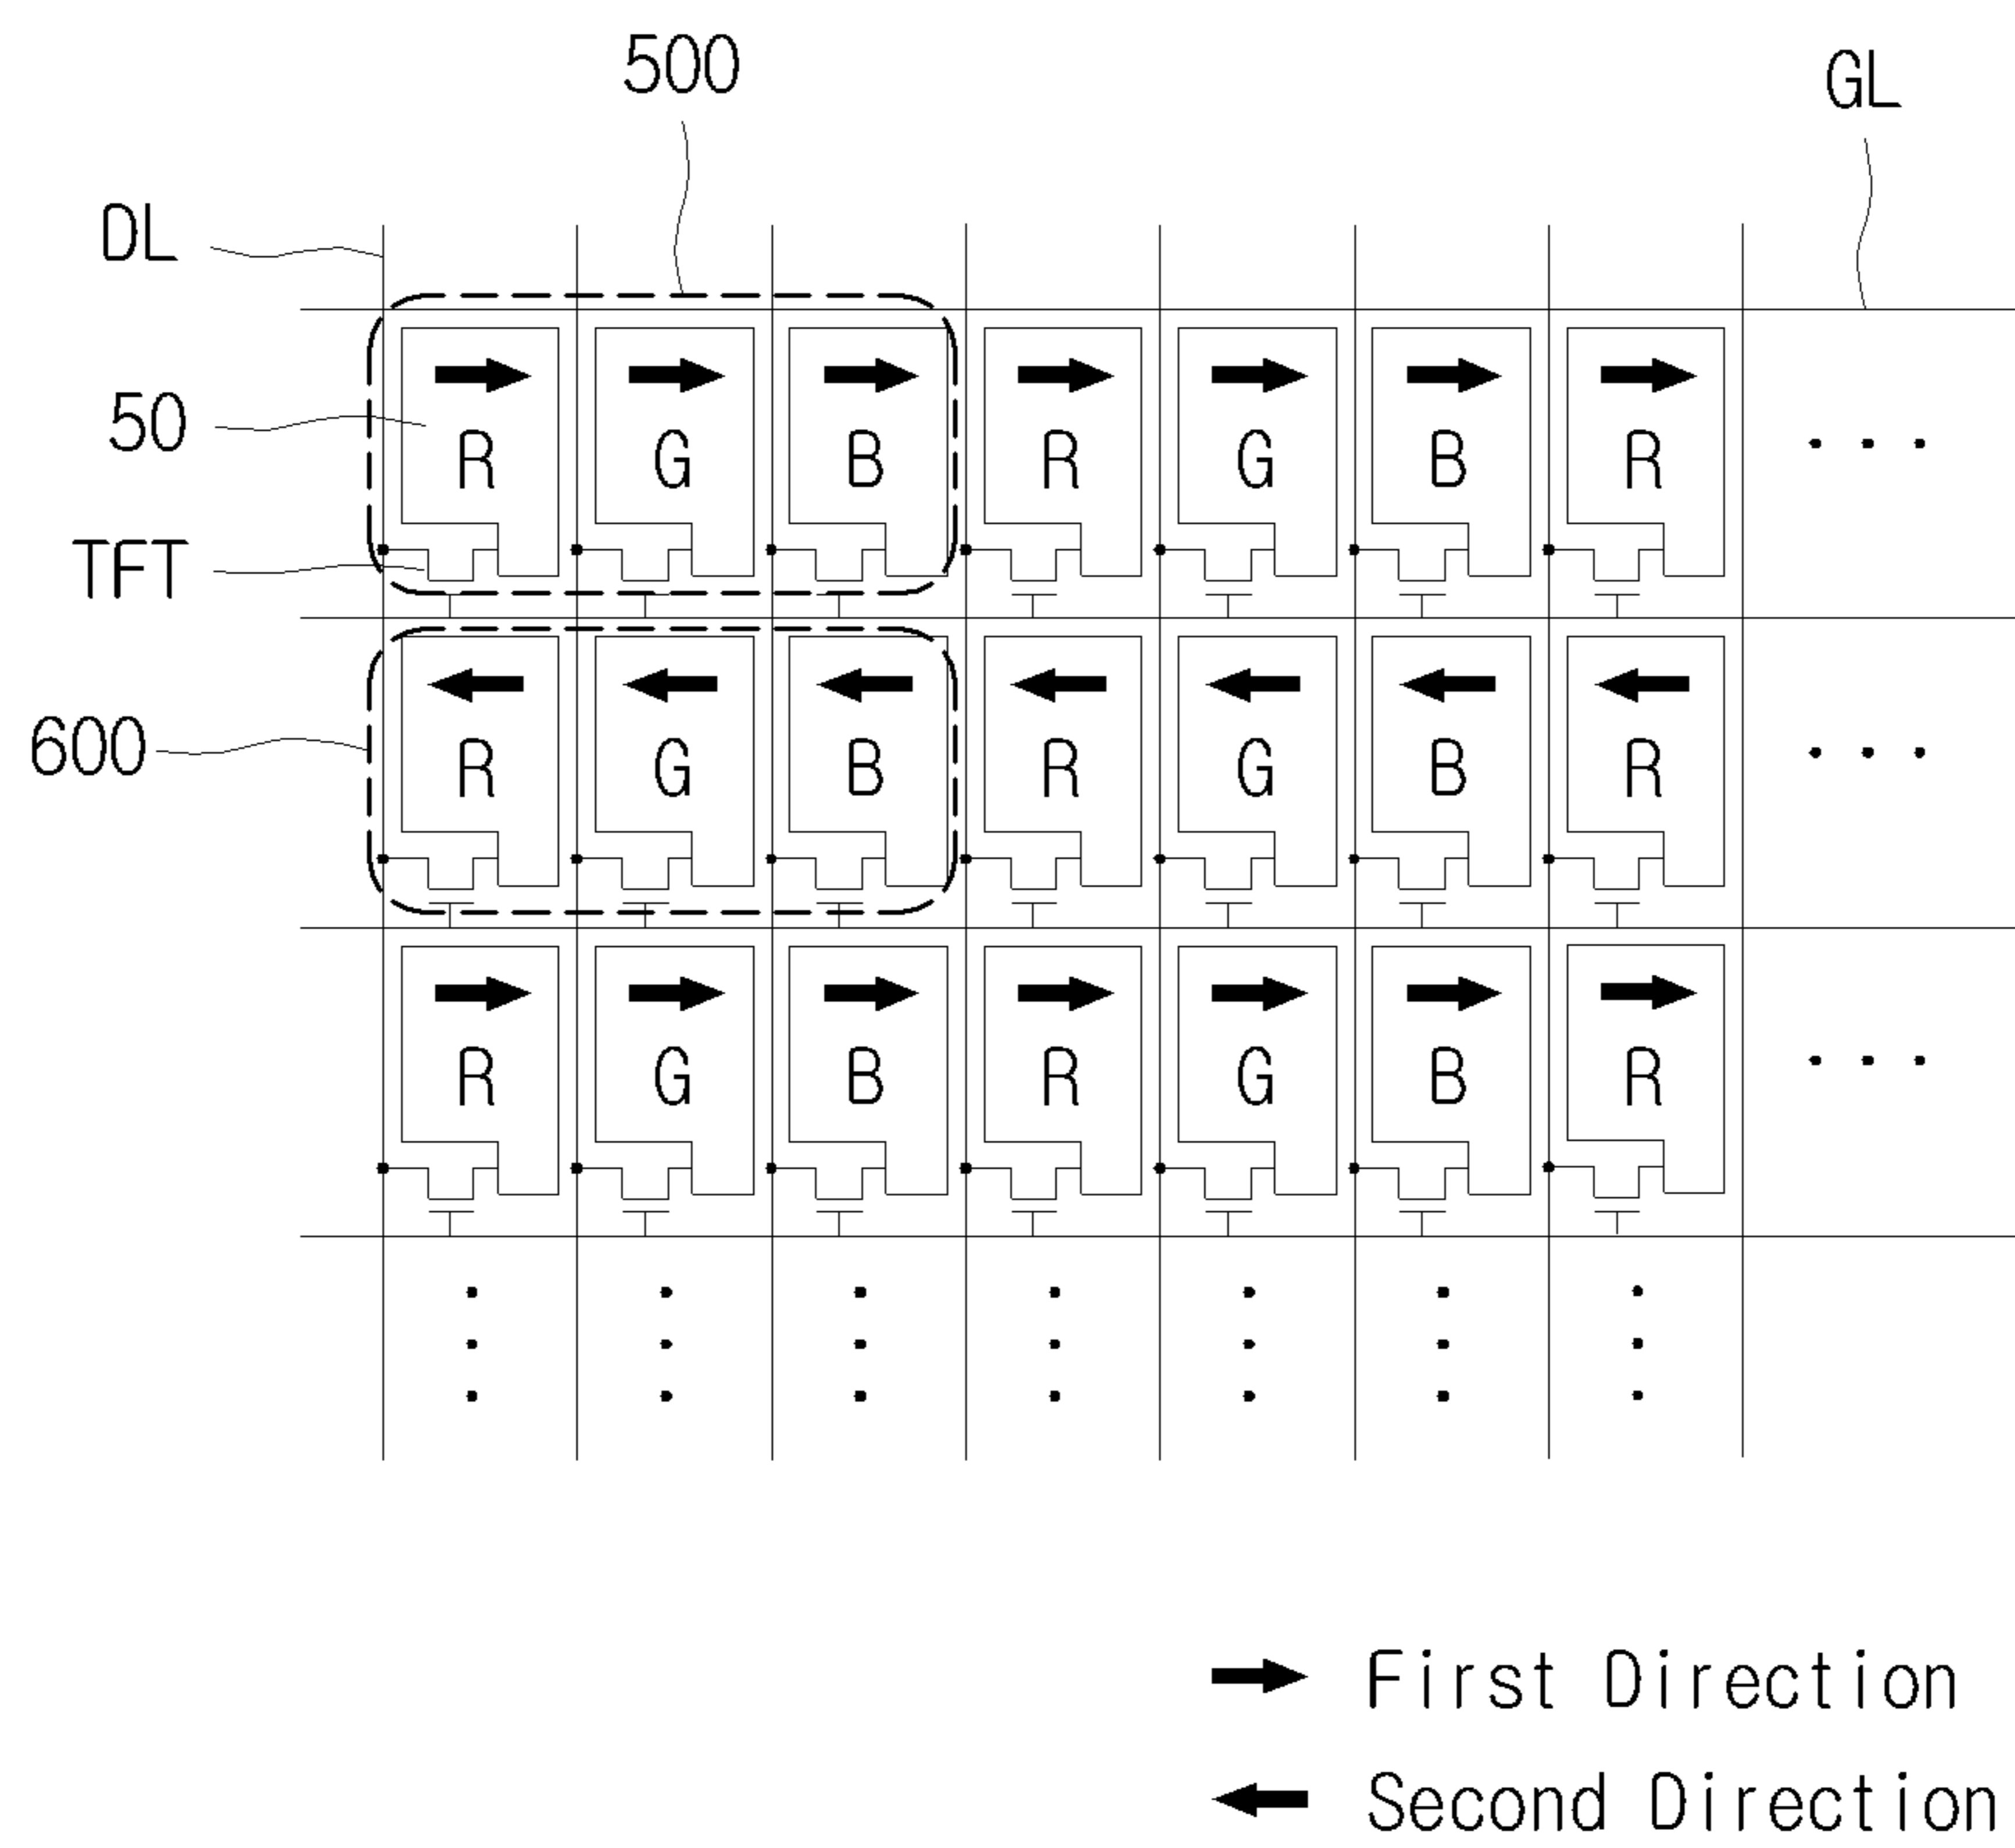 500
GL
DL
50
R G B R G B R
TFT
600
R G B R G B R
R G B R G B R
First Direction
Second Direction